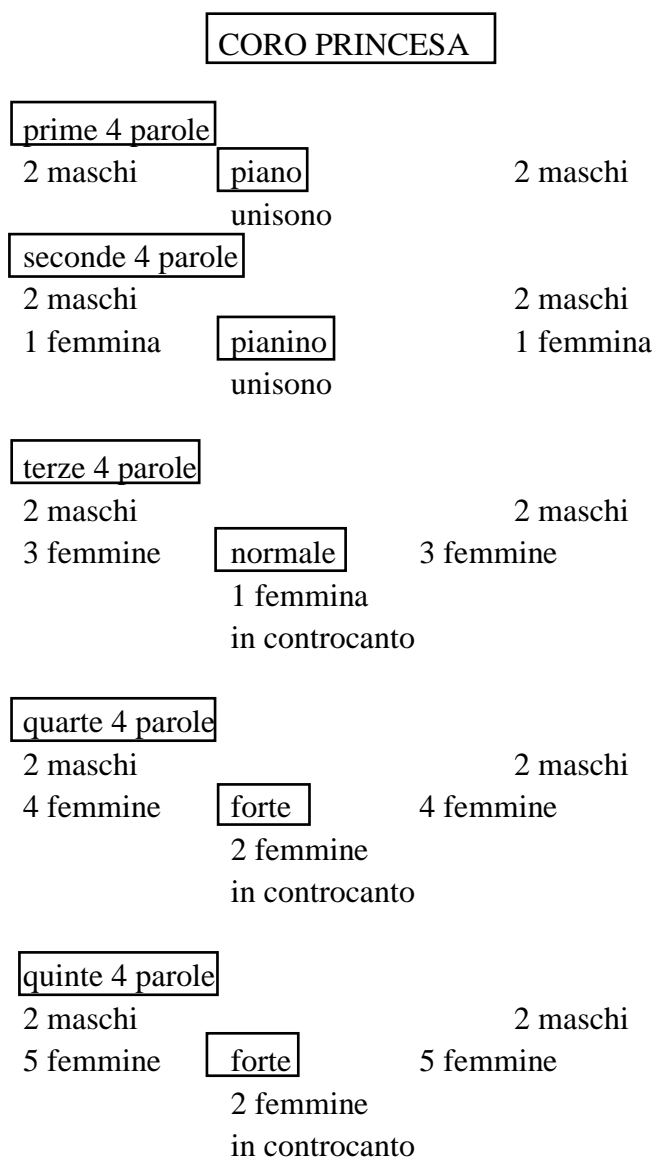 CORO PRINCESA
prime 4 parole
2 maschi piano 2 maschi
unisono
seconde 4 parole
2 maschi 2 maschi
1 femmina pianino 1 femmina
unisono
terze 4 parole
2 maschi 2 maschi
3 femmine normale 3 femmine
1 femmina
in controcanto
quarte 4 parole
2 maschi 2 maschi
4 femmine forte 4 femmine
2 femmine
in controcanto
quinte 4 parole
2 maschi 2 maschi
5 femmine forte 5 femmine
2 femmine
in controcanto